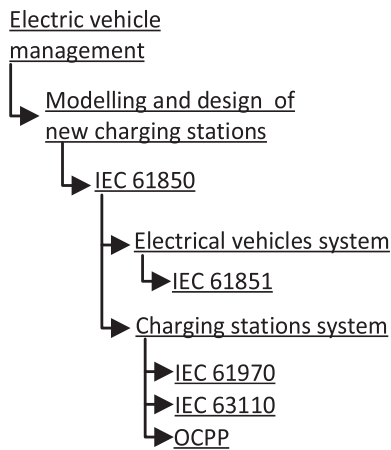 Electric vehicle
management
Modelling and design of
new charging stations
IEC 61850
Electrical vehicles system
IEC 61851
Charging stations system
IEC 61970
IEC 63110
OCPP